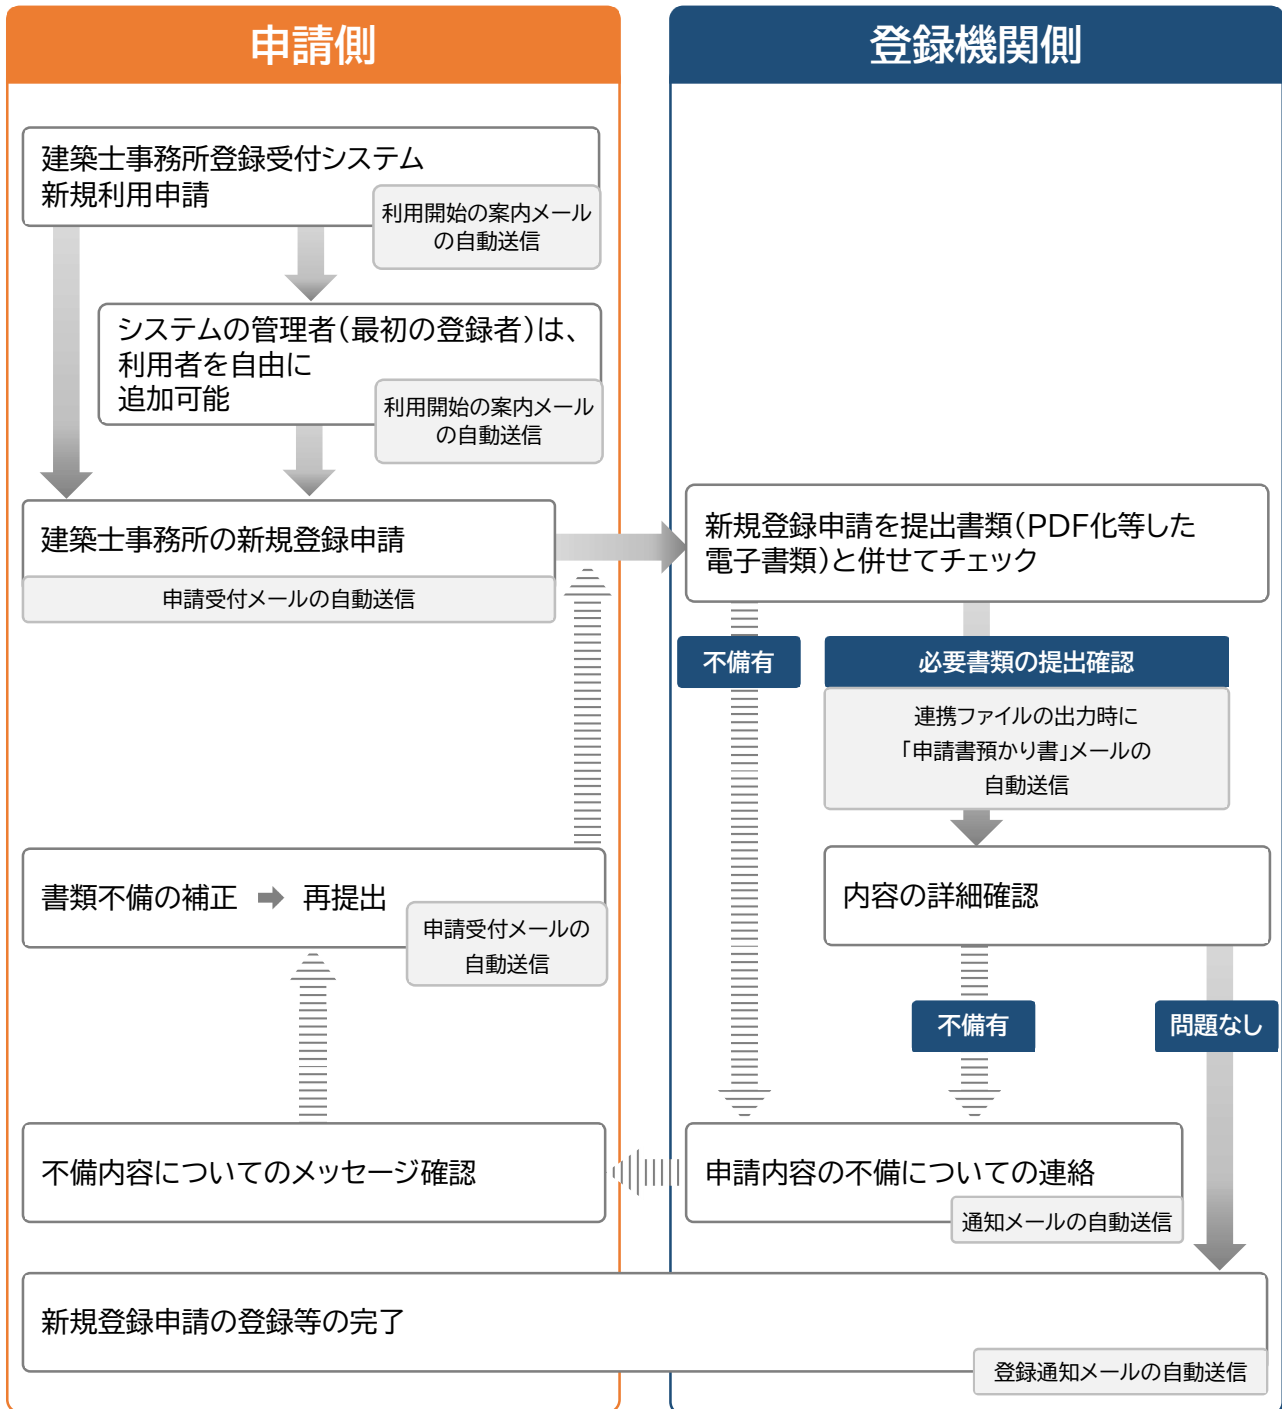 申請側
登録機関側
建築士事務所登録受付システム
新規利用申請
利用開始の案内メール
の自動送信
システムの管理者（最初の登録者）は、
利用者を自由に
追加可能
利用開始の案内メール
の自動送信
建築士事務所の新規登録申請
申請受付メールの自動送信
新規登録申請を提出書類（PDF化等した
電子書類）と併せてチェック
不備有
必要書類の提出確認
連携ファイルの出力時に
「申請書預かり書」メールの
自動送信
書類不備の補正 ➡ 再提出
申請受付メールの
自動送信
内容の詳細確認
不備有
問題なし
不備内容についてのメッセージ確認
申請内容の不備についての連絡
通知メールの自動送信
新規登録申請の登録等の完了
登録通知メールの自動送信